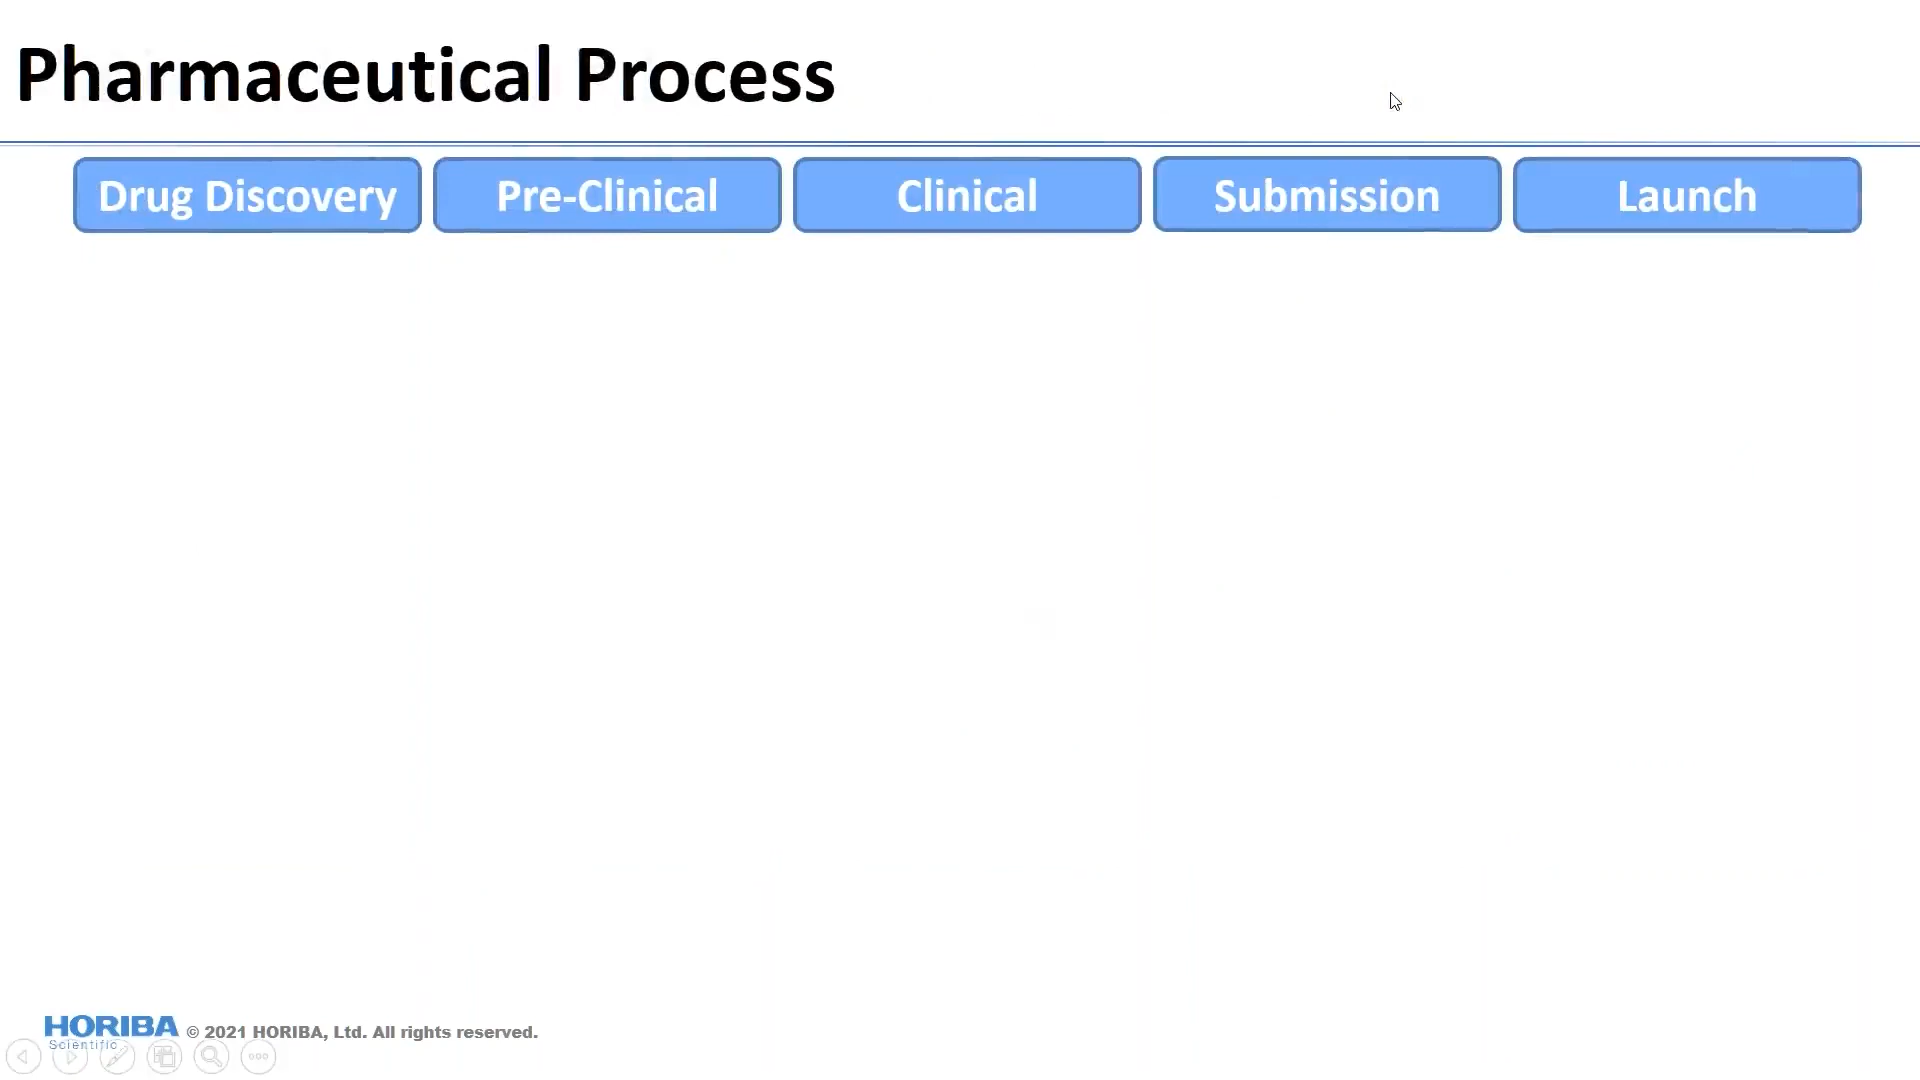 Pharmaceutical Process
Drug Discovery
Pre-Clinical
Clinical
Submission
Launch
HORIBA © 2021 HORIBA, Ltd. All rights reserved.
Scientific